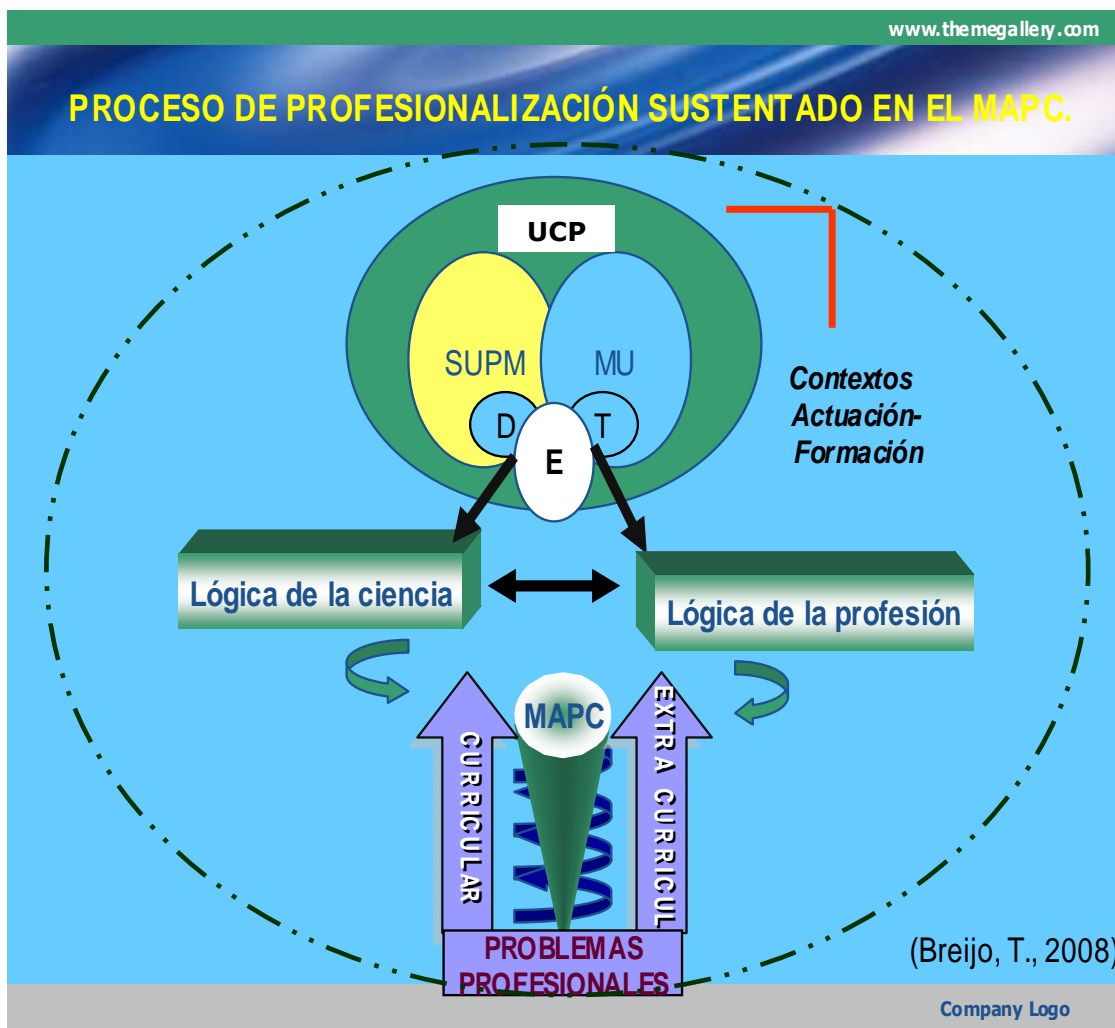 www.themegallery.com
PROCESO DE PROFESIONALIZACIÓN SUSTENTADO EN EL MAPC.
UCP
SUPM
MU
D
T
E
Contextos
Actuación-
Formación
Lógica de la ciencia
Lógica de la profesión
MAPC
CURRICULAR
EXTRA CURRICUL
PROBLEMAS
PROFESIONALES
(Breijo, T., 2008)
Company Logo